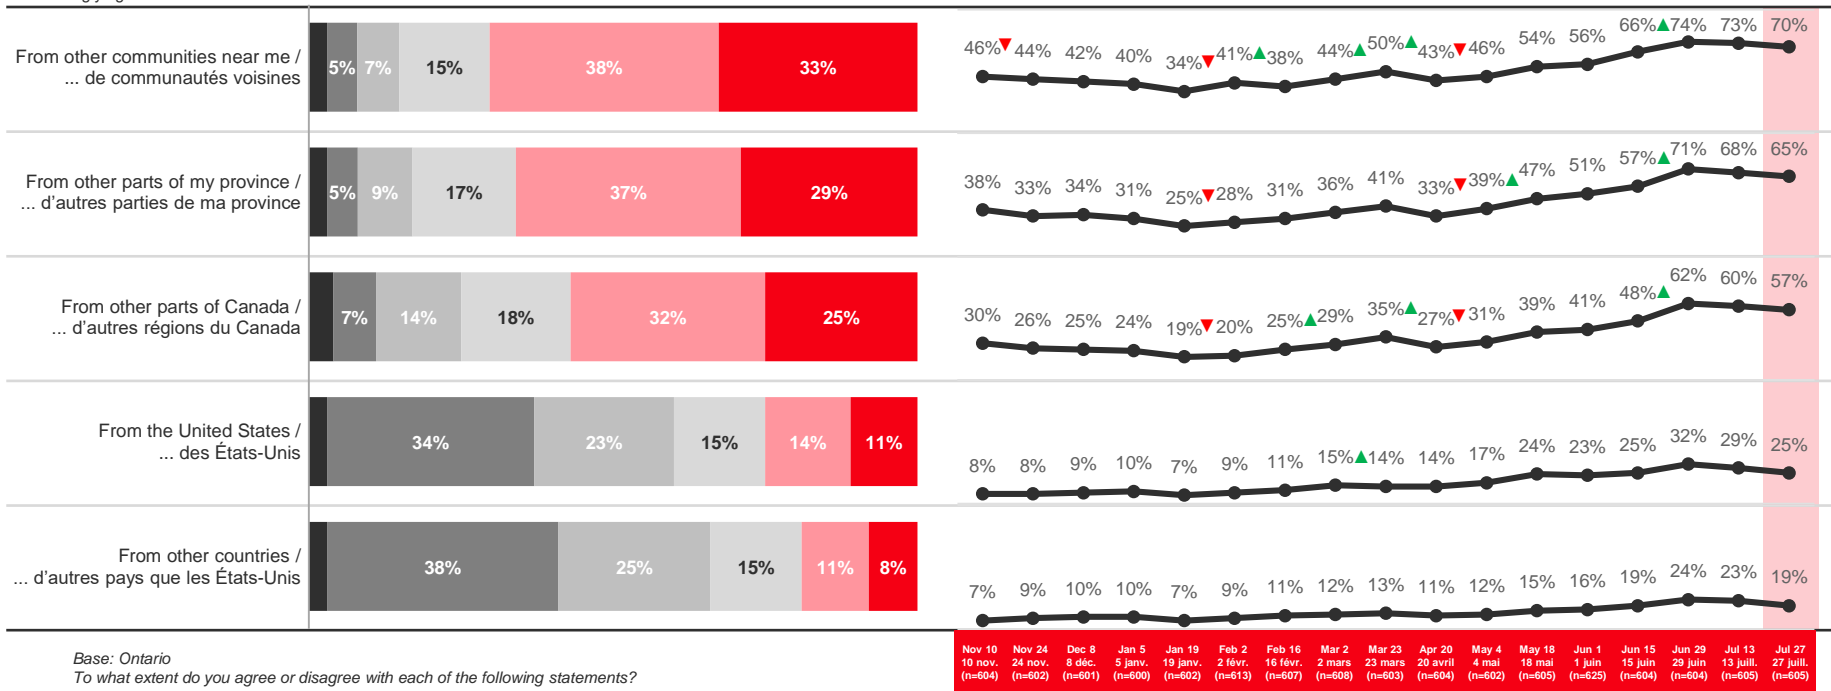 From other communities near me /
... de communautés voisines
5% 7% 15% 38% 33%
46% 44% 42% 40% 34% 41% 38% 44% 50% 43% 46% 54% 56% 66% 74% 73% 70%
From other parts of my province /
... d'autres parties de ma province
5% 9% 17% 37% 29%
38% 33% 34% 31% 25% 28% 31% 36% 41% 33% 39% 47% 51% 57% 71% 68% 65%
From other parts of Canada /
... d'autres régions du Canada
7% 14% 18% 32% 25%
30% 26% 25% 24% 19% 20% 25% 29% 35% 27% 31% 39% 41% 48% 62% 60% 57%
From the United States /
... des États-Unis
34% 23% 15% 14% 11%
8% 8% 9% 10% 7% 9% 11% 15% 14% 14% 17% 24% 23% 25% 32% 29% 25%
From other countries /
... d'autres pays que les États-Unis
38% 25% 15% 11% 8%
7% 9% 10% 10% 7% 9% 11% 12% 13% 11% 12% 15% 16% 19% 24% 23% 19%
Nov 10 Nov 24 Dec 8 Jan 5 Jan 19 Feb 2 Feb 16 Mar 2 Mar 23 Apr 20 May 4 May 18 Jun 1 Jun 15 Jun 29 Jul 13 Jul 27
10 nov. 24 nov. 8 déc. 5 janv. 19 janv. 2 févr. 16 févr. 2 mars 23 mars 20 avril 4 mai 18 mai 1 juin 15 juin 29 juin 13 juill. 27 juill.
(n=604) (n=602) (n=601) (n=600) (n=602) (n=613) (n=607) (n=608) (n=603) (n=604) (n=602) (n=605) (n=625) (n=604) (n=604) (n=605) (n=605)
Base: Ontario
To what extent do you agree or disagree with each of the following statements?